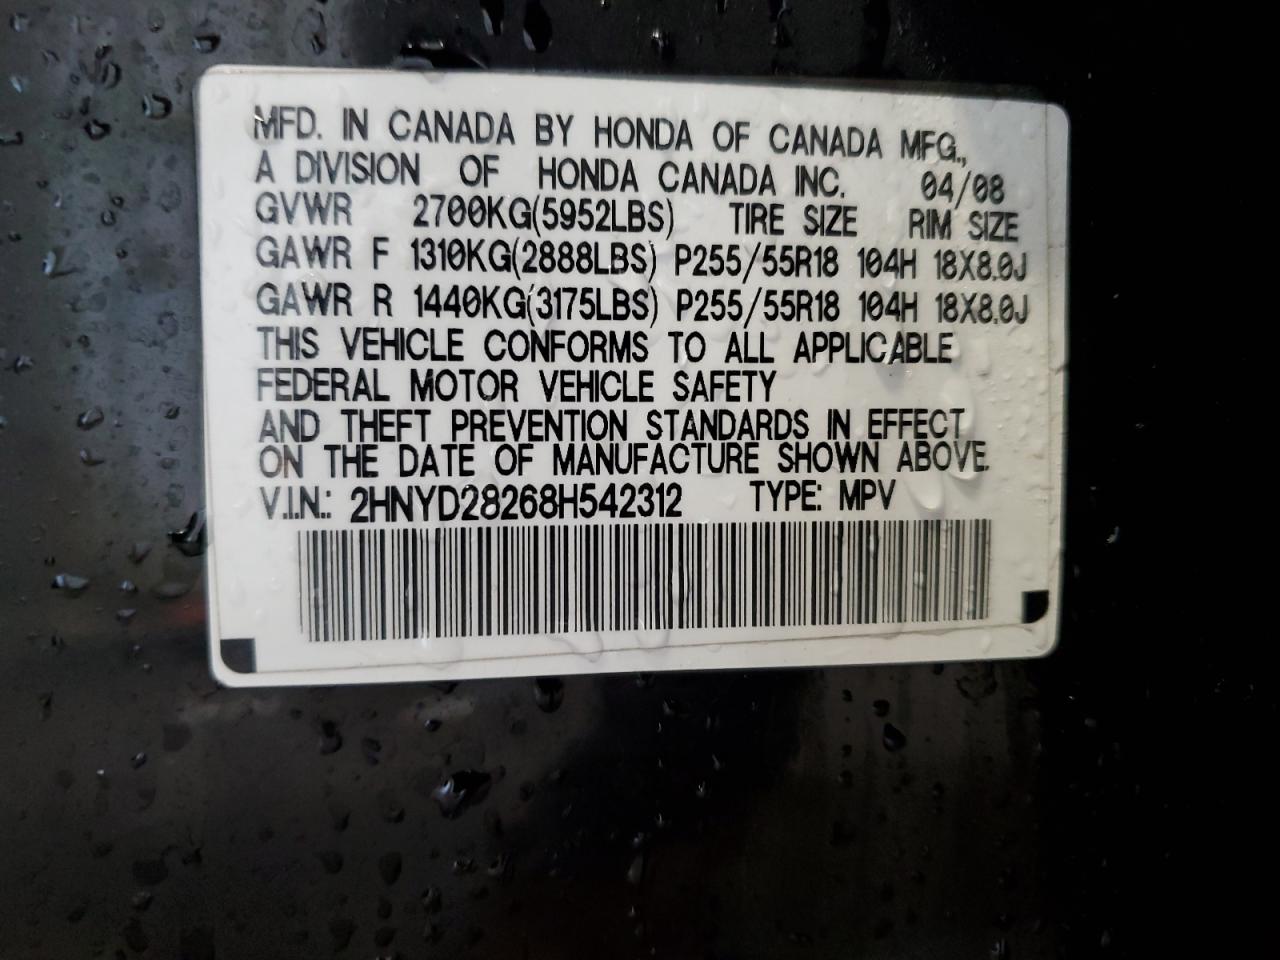 MFD. IN CANADA BY HONDA OF CANADA MFG.,
A DIVISION OF HONDA CANADA INC. 04/08
GVWR 2700KG(5952LBS) TIRE SIZE RIM SIZE
GAWR F 1310KG(2888LBS) P255/55R18 104H 18X8.0J
GAWR R 1440KG(3175LBS) P255/55R18 104H 18X8.0J
THIS VEHICLE CONFORMS TO ALL APPLICABLE
FEDERAL MOTOR VEHICLE SAFETY
AND THEFT PREVENTION STANDARDS IN EFFECT
ON THE DATE OF MANUFACTURE SHOWN ABOVE.
V.I.N.: 2HNYD28268H542312 TYPE: MPV